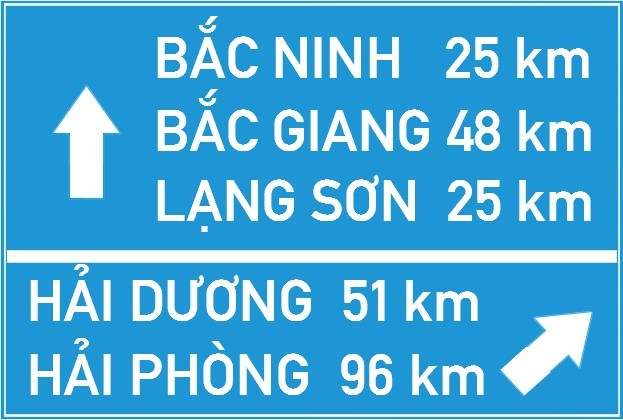 BẮC NINH 25 km
BẮC GIANG 48 km
LẠNG SƠN 25 km
HẢI DƯƠNG 51 km
HẢI PHÒNG 96 km